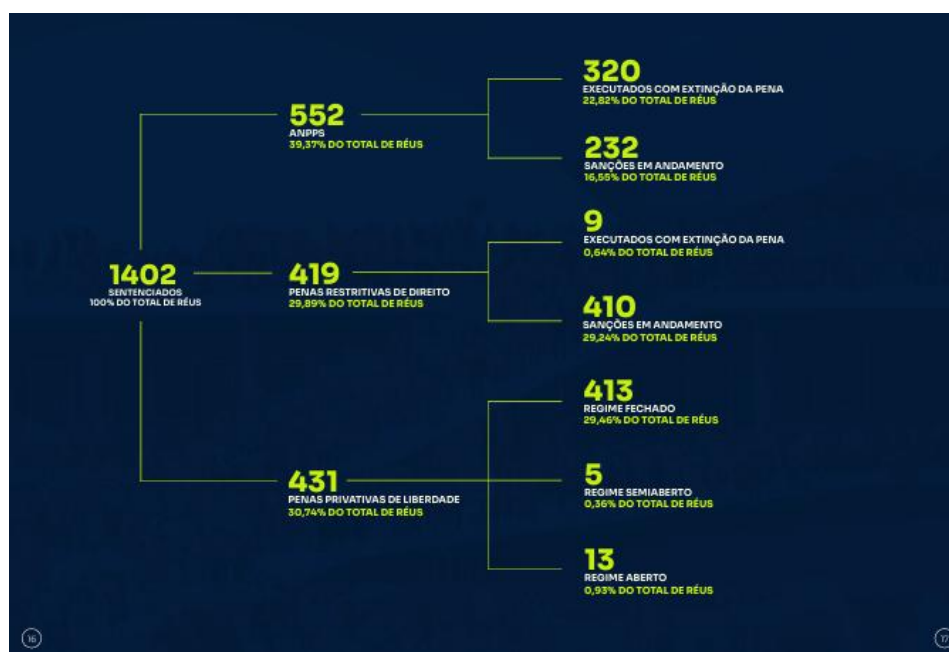 1402
SENTENCIADOS
100% DO TOTAL DE RÉUS
552
ANPPS
39,37% DO TOTAL DE RÉUS
320
EXECUTADOS COM EXTINÇÃO DA PENA
22,82% DO TOTAL DE RÉUS
232
SANÇÕES EM ANDAMENTO
16,55% DO TOTAL DE RÉUS
419
PENAS RESTRITIVAS DE DIREITO
29,89% DO TOTAL DE RÉUS
9
EXECUTADOS COM EXTINÇÃO DA PENA
0,64% DO TOTAL DE RÉUS
410
SANÇÕES EM ANDAMENTO
29,24% DO TOTAL DE RÉUS
431
PENAS PRIVATIVAS DE LIBERDADE
30,74% DO TOTAL DE RÉUS
413
REGIME FECHADO
29,46% DO TOTAL DE RÉUS
5
REGIME SEMIABERTO
0,36% DO TOTAL DE RÉUS
13
REGIME ABERTO
0,93% DO TOTAL DE RÉUS
16
17